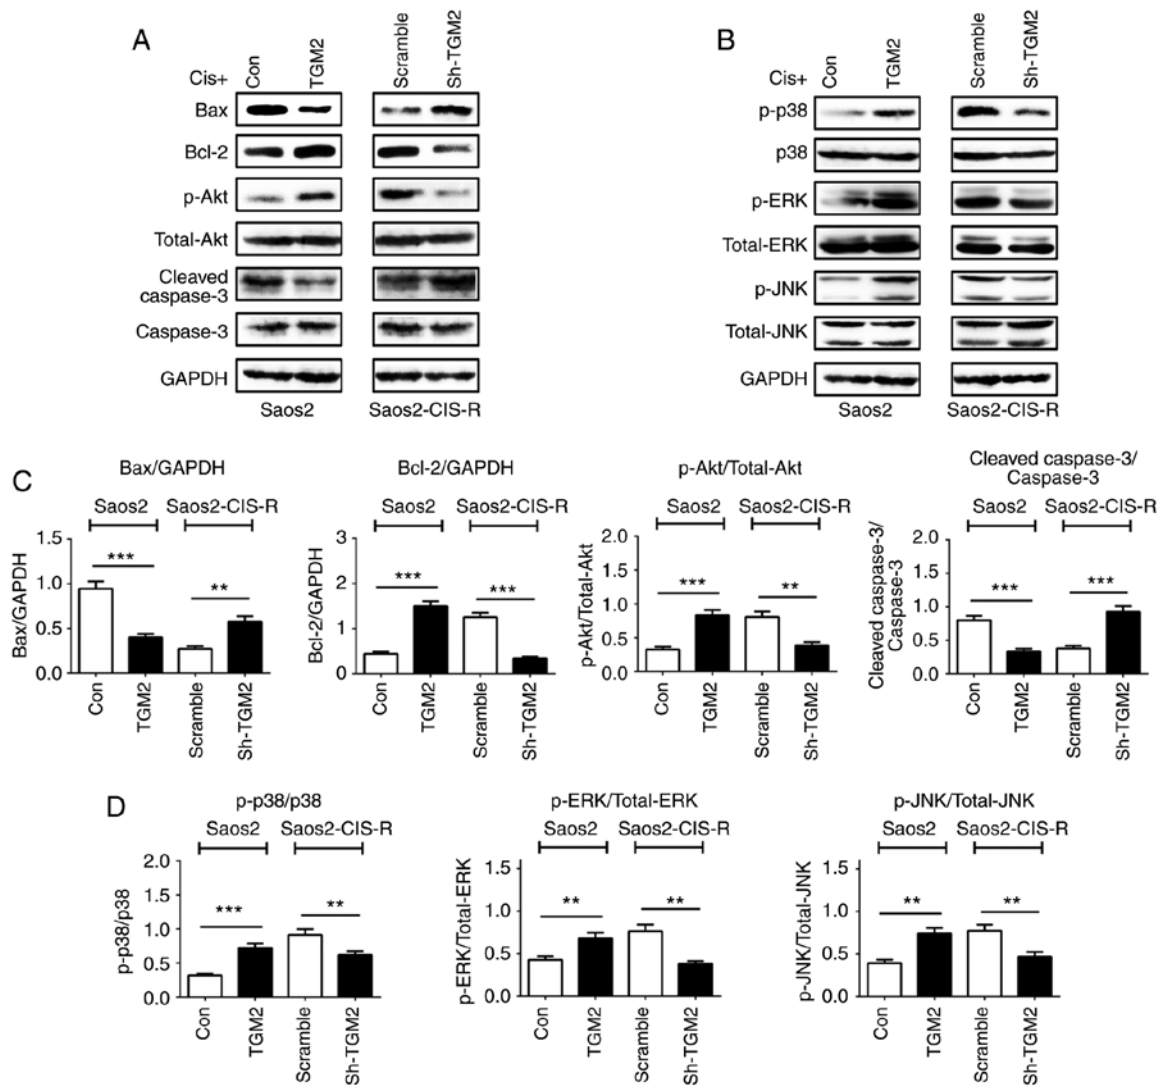 A
B
Cis+ Con TGM2 Scramble Sh-TGM2
Bax
Bcl-2
p-Akt
Total-Akt
Cleaved
caspase-3
Caspase-3
GAPDH
Saos2 Saos2-CIS-R
Cis+ Con TGM2 Scramble Sh-TGM2
p-p38
p38
p-ERK
Total-ERK
p-JNK
Total-JNK
GAPDH
Saos2 Saos2-CIS-R
C
Bax/GAPDH
Saos2 Saos2-CIS-R
Bax/GAPDH
1.5
1.0
0.5
0.0
*** **
Con TGM2 Scramble Sh-TGM2
Bcl-2/GAPDH
Saos2 Saos2-CIS-R
Bcl-2/GAPDH
3
2
1
0
*** ***
Con TGM2 Scramble Sh-TGM2
p-Akt/Total-Akt
Saos2 Saos2-CIS-R
p-Akt/Total-Akt
2.0
1.5
1.0
0.5
0.0
*** **
Con TGM2 Scramble Sh-TGM2
Cleaved caspase-3/
Caspase-3
Saos2 Saos2-CIS-R
Cleaved caspase-3/
Caspase-3
2.0
1.5
1.0
0.5
0.0
*** ***
Con TGM2 Scramble Sh-TGM2
D
p-p38/p38
Saos2 Saos2-CIS-R
p-p38/p38
2.0
1.5
1.0
0.5
0.0
*** **
Con TGM2 Scramble Sh-TGM2
p-ERK/Total-ERK
Saos2 Saos2-CIS-R
p-ERK/Total-ERK
1.5
1.0
0.5
0.0
** **
Con TGM2 Scramble Sh-TGM2
p-JNK/Total-JNK
Saos2 Saos2-CIS-R
p-JNK/Total-JNK
1.5
1.0
0.5
0.0
** **
Con TGM2 Scramble Sh-TGM2